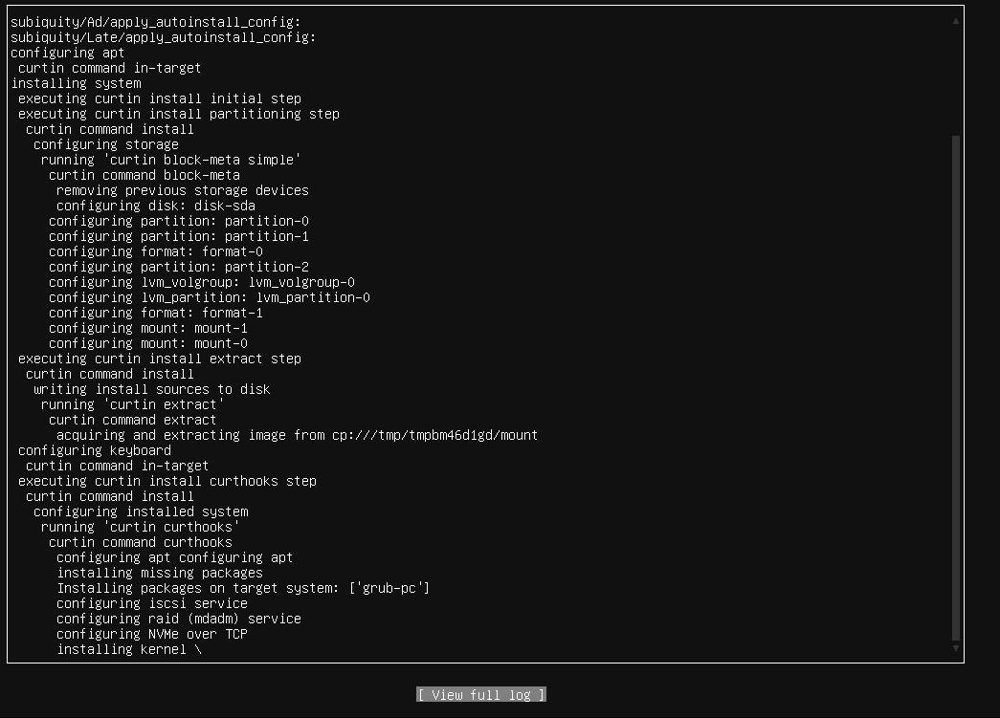 subiquity/Ad/apply_autoinstall_config:
subiquity/Late/apply_autoinstall_config:
configuring apt
curtin command in-target
installing system
executing curtin install initial step
executing curtin install partitioning step
curtin command install
configuring storage
running 'curtin block-meta simple'
curtin command block-meta
removing previous storage devices
configuring disk: disk-sda
configuring partition: partition-0
configuring partition: partition-1
configuring format: format-0
configuring partition: partition-2
configuring lvm_volgroup: lvm_volgroup-0
configuring lvm_partition: lvm_partition-0
configuring format: format-1
configuring mount: mount-1
configuring mount: mount-0
executing curtin install extract step
curtin command install
writing install sources to disk
running 'curtin extract'
curtin command extract
acquiring and extracting image from cp:///tmp/tmpbm46d1gd/mount
configuring keyboard
curtin command in-target
executing curtin install curthooks step
curtin command install
configuring installed system
running 'curtin curthooks'
curtin command curthooks
configuring apt configuring apt
installing missing packages
Installing packages on target system: ['grub-pc']
configuring iscsi service
configuring raid (mdadm) service
configuring NVMe over TCP
installing kernel \
[ View full log ]